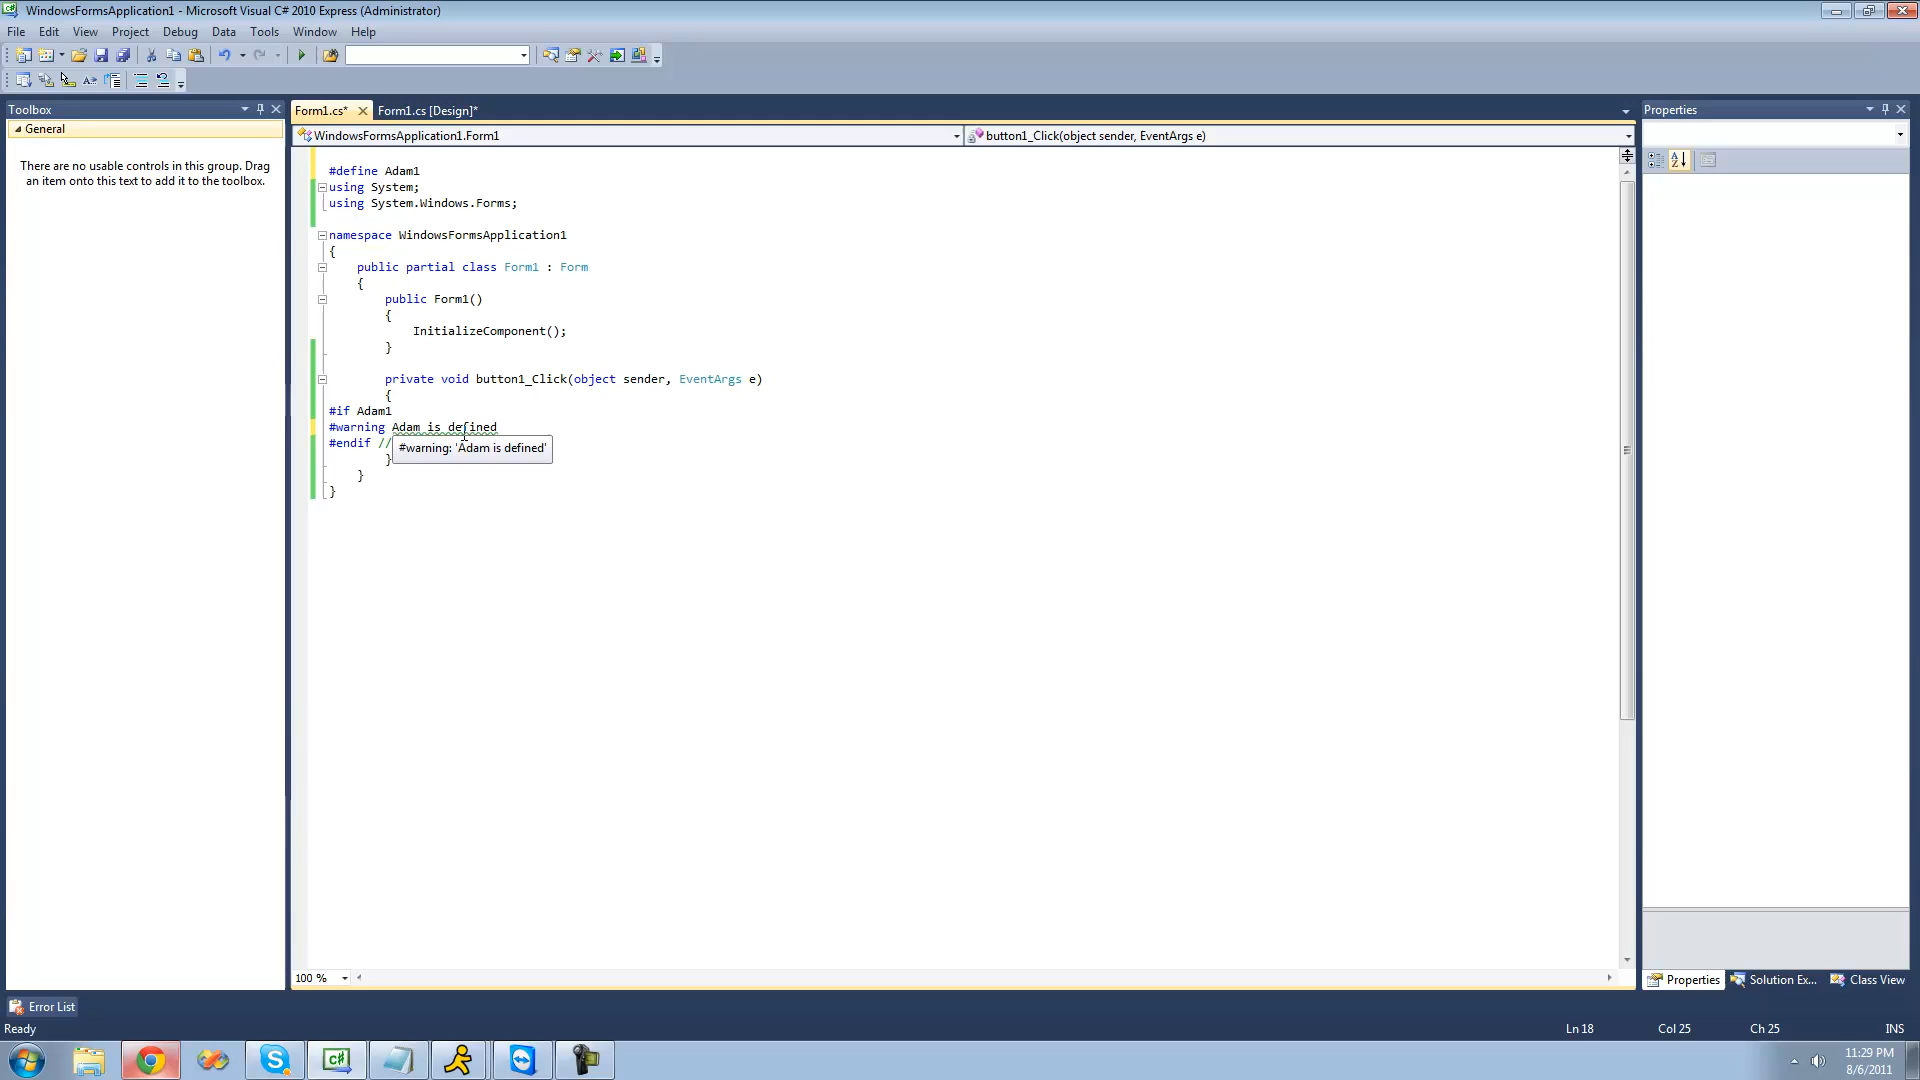 WindowsFormsApplication1 - Microsoft Visual C# 2010 Express (Administrator)
File Edit View Project Debug Data Tools Window Help
Toolbox
General
There are no usable controls in this group. Drag
an item onto this text to add it to the toolbox.
Form1.cs*
Form1.cs [Design]*
WindowsFormsApplication1.Form1
button1_Click(object sender, EventArgs e)
#define Adam1
using System;
using System.Windows.Forms;
namespace WindowsFormsApplication1
{
public partial class Form1 : Form
{
public Form1()
{
InitializeComponent();
}
private void button1_Click(object sender, EventArgs e)
{
#if Adam1
#warning Adam is defined
#endif //
#warning: 'Adam is defined'
}
}
}
100 %
Properties
Properties
Solution Ex...
Class View
Error List
Ready
Ln 18
Col 25
Ch 25
INS
11:29 PM
8/6/2011